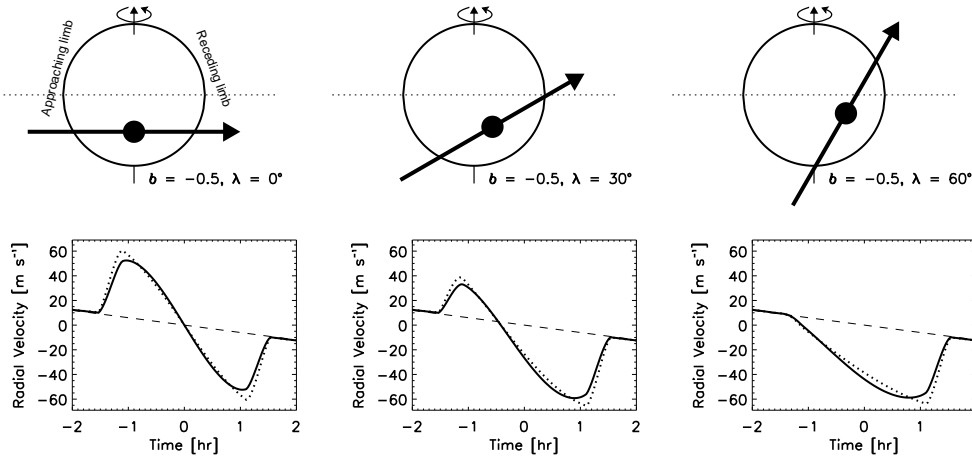 Approaching limb
Receding limb
b = −0.5, λ = 0°
b = −0.5, λ = 30°
b = −0.5, λ = 60°
Radial Velocity [m s⁻¹]
60
40
20
0
−20
−40
−60
−2 −1 0 1 2
Time [hr]
Radial Velocity [m s⁻¹]
60
40
20
0
−20
−40
−60
−2 −1 0 1 2
Time [hr]
Radial Velocity [m s⁻¹]
60
40
20
0
−20
−40
−60
−2 −1 0 1 2
Time [hr]